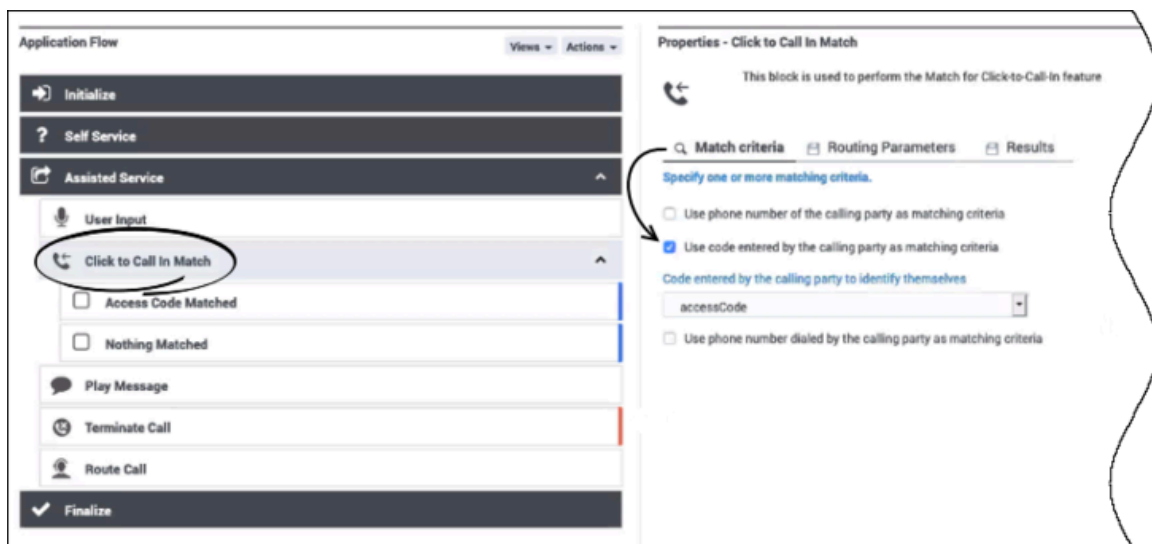 Application Flow
Views
Actions
Initialize
? Self Service
Assisted Service
User Input
Click to Call In Match
Access Code Matched
Nothing Matched
Play Message
Terminate Call
Route Call
Finalize
Properties - Click to Call In Match
This block is used to perform the Match for Click-to-Call-In feature
Match criteria Routing Parameters Results
Specify one or more matching criteria.
Use phone number of the calling party as matching criteria
Use code entered by the calling party as matching criteria
Code entered by the calling party to identify themselves
accessCode
Use phone number dialed by the calling party as matching criteria